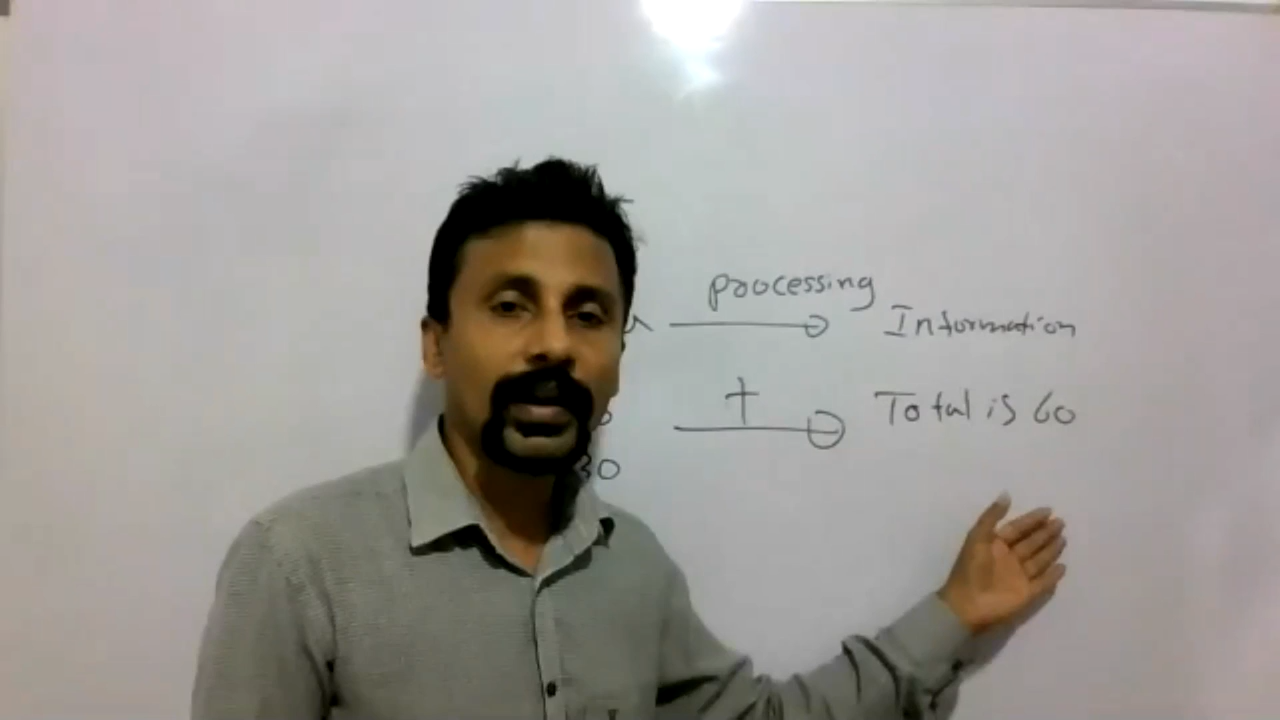 processing
Information
+ Total is 60
30